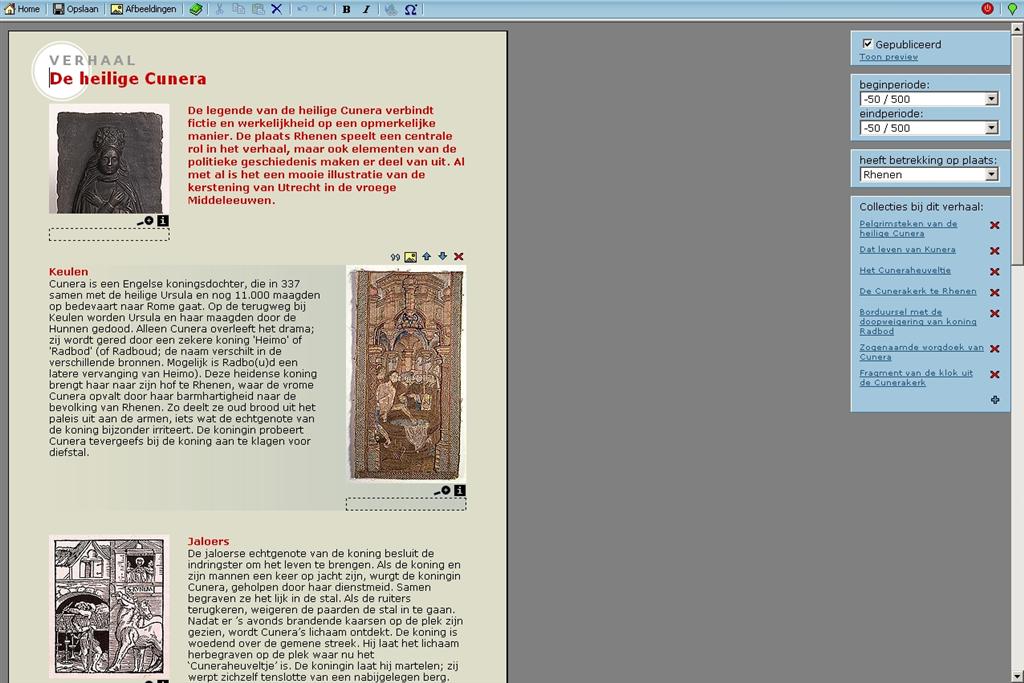 Home Opslaan Afbeeldingen B I Ω
VERHAAL
De heilige Cunera
De legende van de heilige Cunera verbindt
fictie en werkelijkheid op een opmerkelijke
manier. De plaats Rhenen speelt een centrale
rol in het verhaal, maar ook elementen van de
politieke geschiedenis maken er deel van uit. Al
met al is het een mooie illustratie van de
kerstening van Utrecht in de vroege
Middeleeuwen.
Keulen
Cunera is een Engelse koningsdochter, die in 337
samen met de heilige Ursula en nog 11.000 maagden
op bedevaart naar Rome gaat. Op de terugweg bij
Keulen worden Ursula en haar maagden door de
Hunnen gedood. Alleen Cunera overleeft het drama;
zij wordt gered door een zekere koning 'Heimo' of
'Radbod' (of Radboud; de naam verschilt in de
verschillende bronnen. Mogelijk is Radbo(u)d een
latere vervanging van Heimo). Deze heidense koning
brengt haar naar zijn hof te Rhenen, waar de vrome
Cunera opvalt door haar barmhartigheid naar de
bevolking van Rhenen. Zo deelt ze oud brood uit het
paleis uit aan de armen, iets wat de echtgenote van
de koning bijzonder irriteert. De koningin probeert
Cunera tevergeefs bij de koning aan te klagen voor
diefstal.
Jaloers
De jaloerse echtgenote van de koning besluit de
indringster om het leven te brengen. Als de koning en
zijn mannen een keer op jacht zijn, wurgt de koningin
Cunera, geholpen door haar dienstmeid. Samen
begraven ze het lijk in de stal. Als de ruiters
terugkeren, weigeren de paarden de stal in te gaan.
Nadat er 's avonds brandende kaarsen op de plek zijn
gezien, wordt Cunera's lichaam ontdekt. De koning is
woedend over de gemene streek. Hij laat het lichaam
herbegraven op de plek waar nu het
'Cuneraheuveltje' is. De koningin laat hij martelen; zij
werpt zichzelf tenslotte van een nabijgelegen berg.
Gepubliceerd
Toon preview
beginperiode:
-50 / 500
eindperiode:
-50 / 500
heeft betrekking op plaats:
Rhenen
Collecties bij dit verhaal:
Pelgrimsteken van de
heilige Cunera
Dat leven van Kunera
Het Cuneraheuveltje
De Cunerakerk te Rhenen
Borduursel met de
doopweigering van koning
Radbod
Zogenaamde worgdoek van
Cunera
Fragment van de klok uit
de Cunerakerk